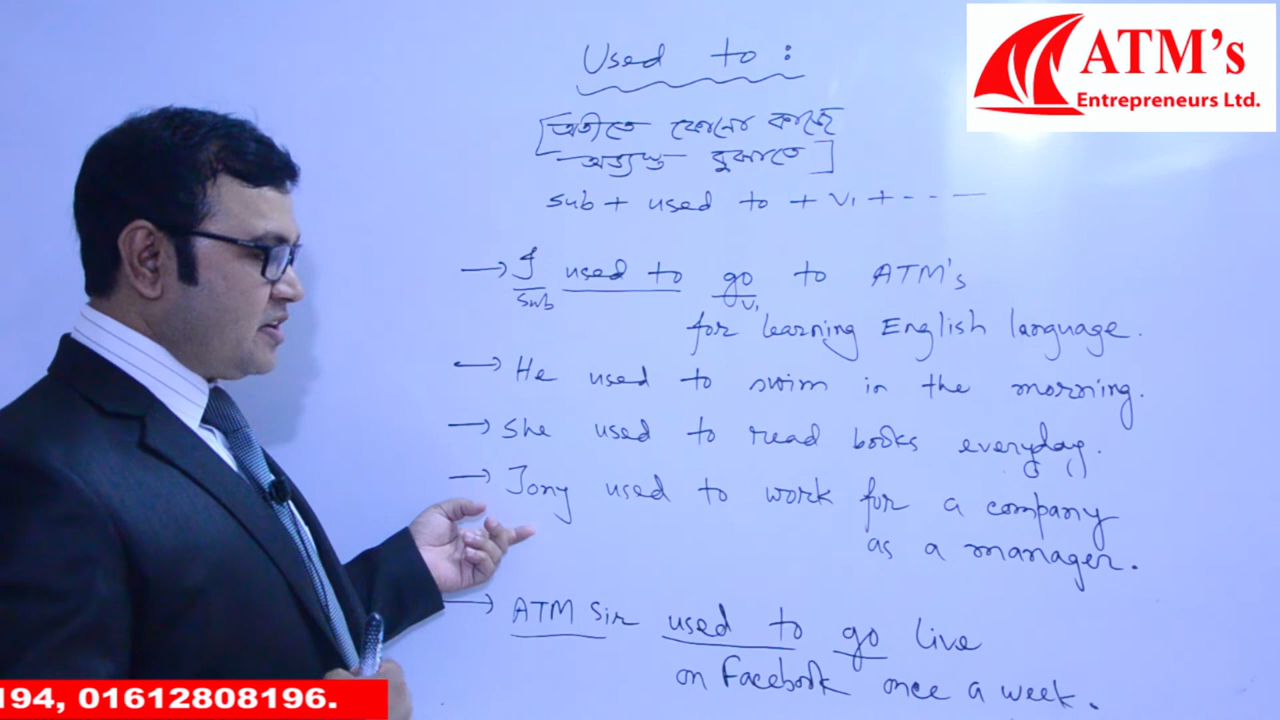 Used to :
[অতীতে কোনো কাজে
অভ্যস্ত বুঝাতে]
sub + used to + V1 + - - -
→ I used to go to ATM's
sub V1
for learning English language.
→ He used to swim in the morning.
→ She used to read books everyday.
→ Tony used to work for a company
as a manager.
→ ATM Sir used to go live
on Facebook once a week.
ATM's
Entrepreneurs Ltd.
194, 01612808196.